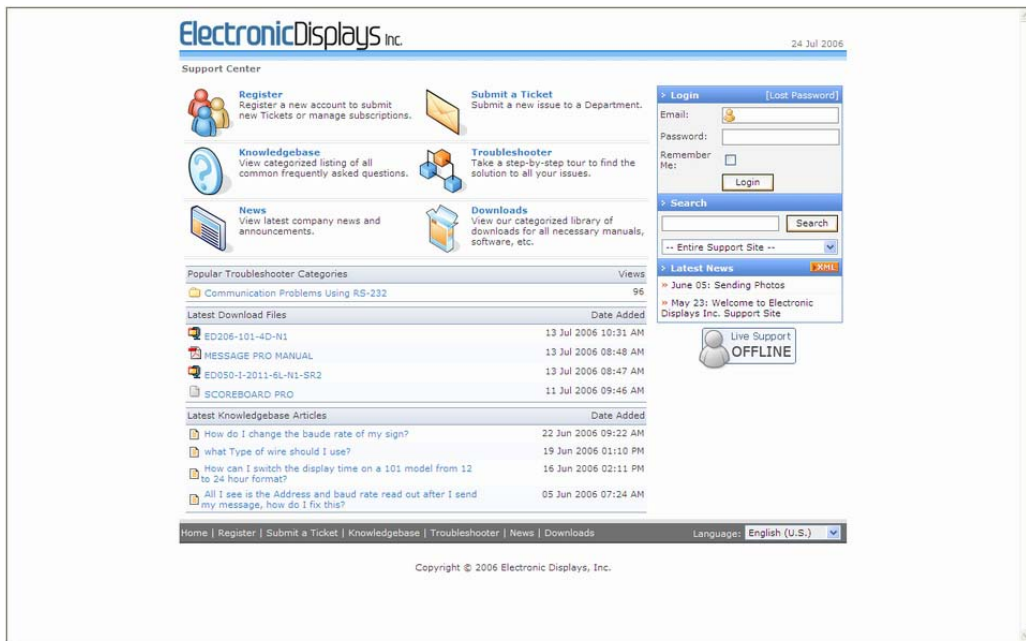 ElectronicDisplays Inc.
24 Jul 2006
Support Center
Register
Register a new account to submit
new Tickets or manage subscriptions.
Submit a Ticket
Submit a new issue to a Department.
Knowledgebase
View categorized listing of all
common frequently asked questions.
Troubleshooter
Take a step-by-step tour to find the
solution to all your issues.
News
View latest company news and
announcements.
Downloads
View our categorized library of
downloads for all necessary manuals,
software, etc.
Popular Troubleshooter Categories Views
Communication Problems Using RS-232 96
Latest Download Files Date Added
ED206-101-4D-N1 13 Jul 2006 10:31 AM
MESSAGE PRO MANUAL 13 Jul 2006 08:48 AM
ED050-I-2011-6L-N1-SR2 13 Jul 2006 08:47 AM
SCOREBOARD PRO 11 Jul 2006 09:46 AM
Latest Knowledgebase Articles Date Added
How do I change the baude rate of my sign? 22 Jun 2006 09:22 AM
what Type of wire should I use? 19 Jun 2006 01:10 PM
How can I switch the display time on a 101 model from 12 16 Jun 2006 02:11 PM
to 24 hour format?
All I see is the Address and baud rate read out after I send 05 Jun 2006 07:24 AM
my message, how do I fix this?
> Login [Lost Password]
Email:
Password:
Remember
Me:
Login
> Search
Search
-- Entire Support Site --
> Latest News XML
» June 05: Sending Photos
» May 23: Welcome to Electronic
Displays Inc. Support Site
Live Support
OFFLINE
Home | Register | Submit a Ticket | Knowledgebase | Troubleshooter | News | Downloads Language: English (U.S.)
Copyright © 2006 Electronic Displays, Inc.